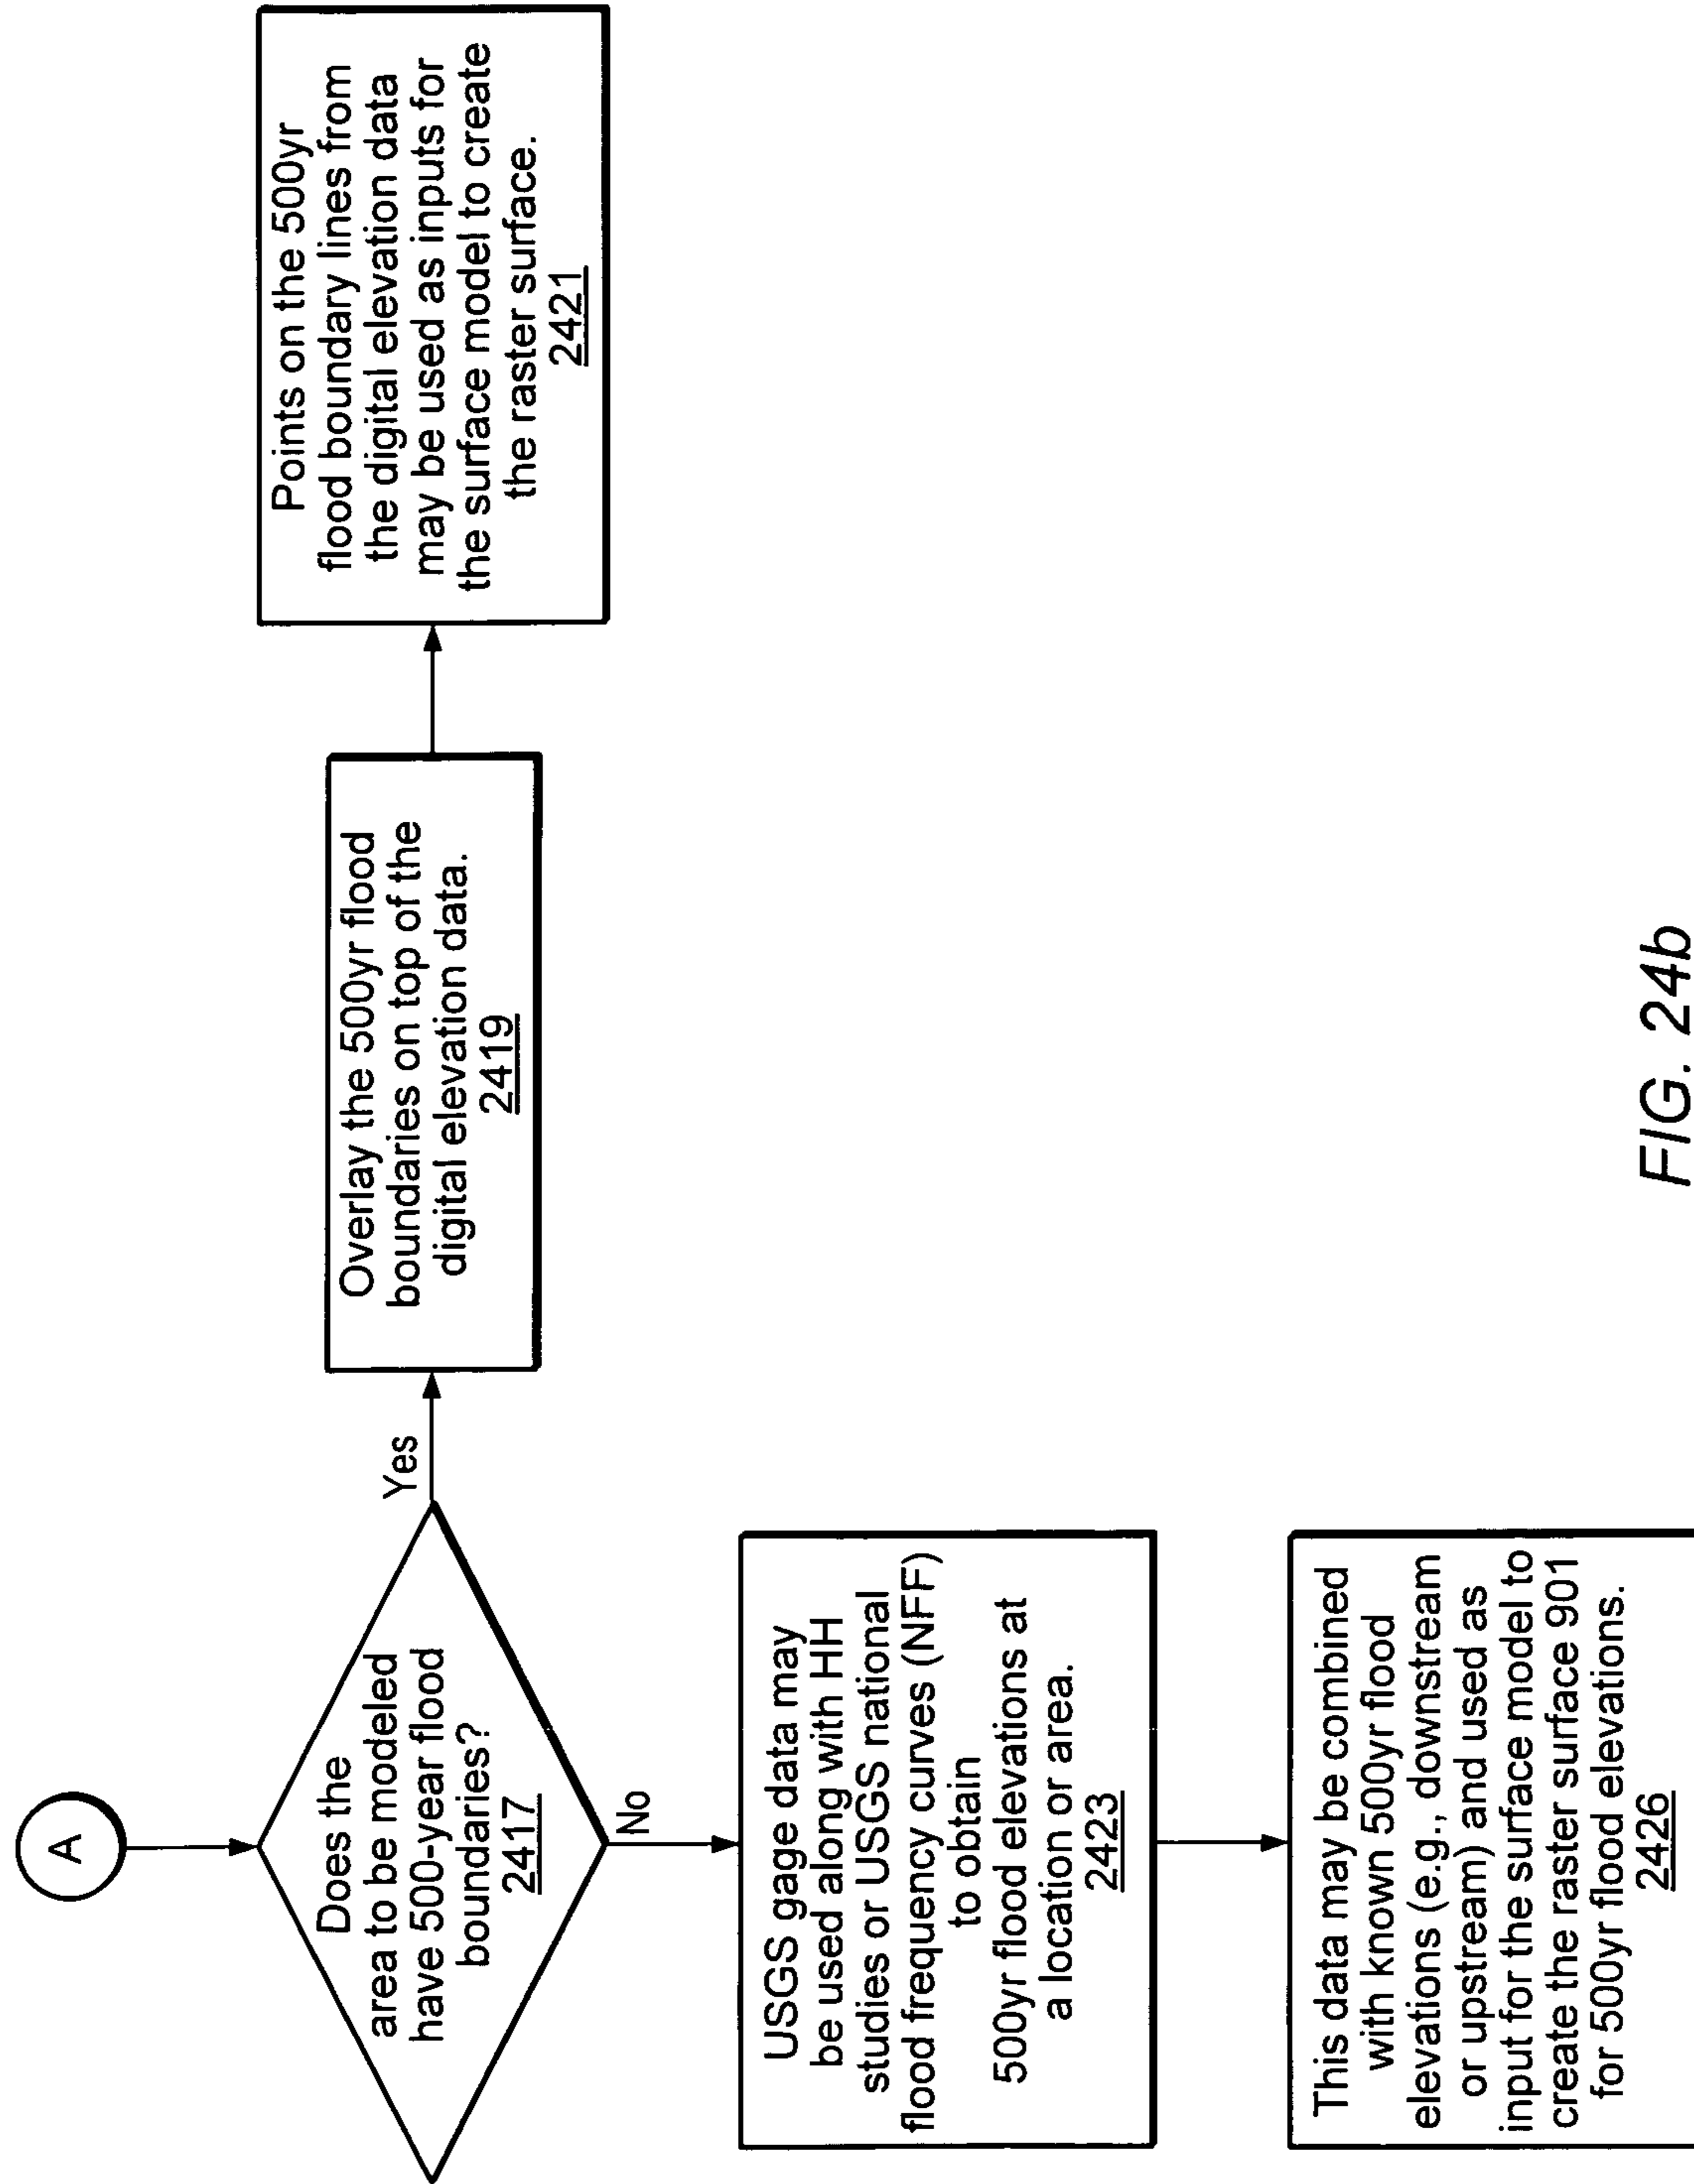 A
Does the
area to be modeled
have 500-year flood
boundaries?
2417
Yes
No
Overlay the 500yr flood
boundaries on top of the
digital elevation data.
2419
Points on the 500yr
flood boundary lines from
the digital elevation data
may be used as inputs for
the surface model to create
the raster surface.
2421
USGS gage data may
be used along with HH
studies or USGS national
flood frequency curves (NFF)
to obtain
500yr flood elevations at
a location or area.
2423
This data may be combined
with known 500yr flood
elevations (e.g., downstream
or upstream) and used as
input for the surface model to
create the raster surface 901
for 500yr flood elevations.
2426
FIG. 24b